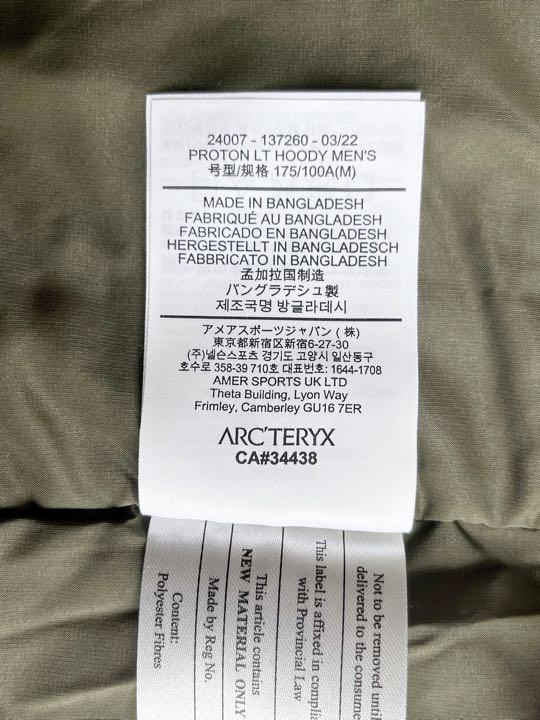 24007 - 137260 - 03/22
PROTON LT HOODY MEN'S
号型/规格 175/100A(M)
MADE IN BANGLADESH
FABRIQUÉ AU BANGLADESH
FABRICADO EN BANGLADESH
HERGESTELLT IN BANGLADESCH
FABBRICATO IN BANGLADESH
孟加拉国制造
バングラデシュ製
제조국명 방글라데시
アメアスポーツジャパン (株)
東京都新宿区新宿6-27-30
(주)넬슨스포츠 경기도 고양시 일산동구
호수로 358-39 710호 대표번호: 1644-1708
AMER SPORTS UK LTD
Theta Building, Lyon Way
Frimley, Camberley GU16 7ER
ARC'TERYX
CA#34438
Not to be removed until
delivered to the consume
This label is affixed in complia
with Provincial Law
This article contains
NEW MATERIAL ONLY
Made by Reg No.
Content:
Polyester Fibres